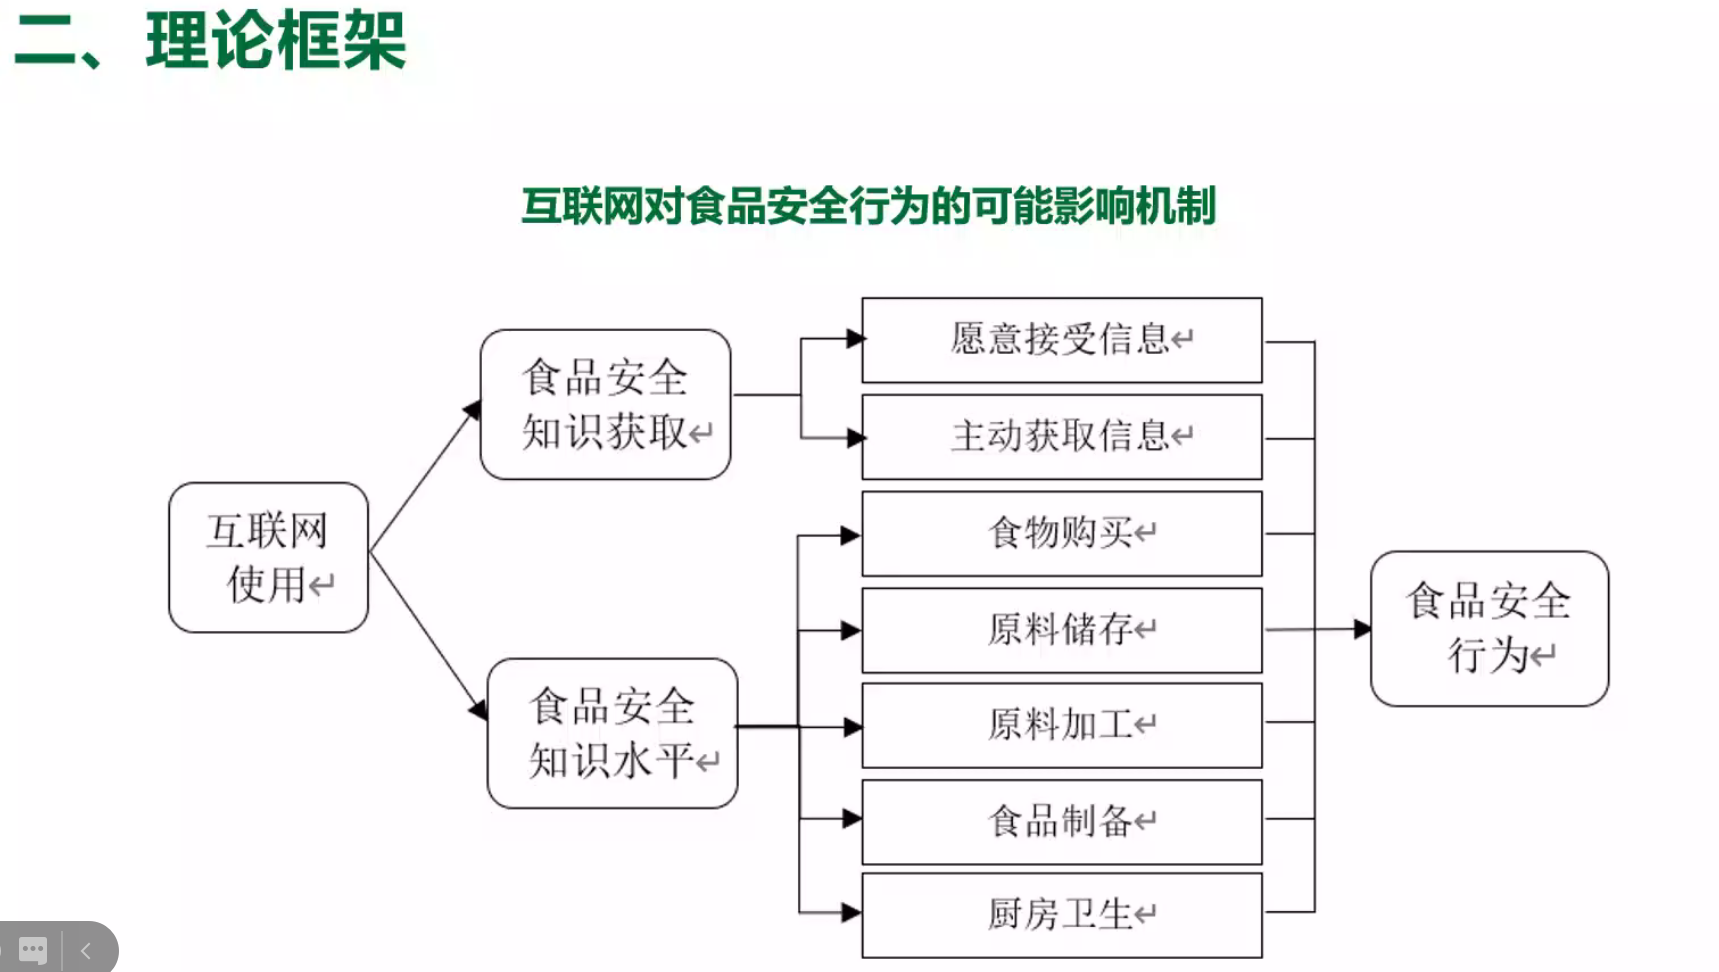 二、理论框架
互联网对食品安全行为的可能影响机制
互联网
使用↵
食品安全
知识获取↵
食品安全
知识水平↵
愿意接受信息↵
主动获取信息↵
食物购买↵
原料储存↵
原料加工↵
食品制备↵
厨房卫生↵
食品安全
行为↵